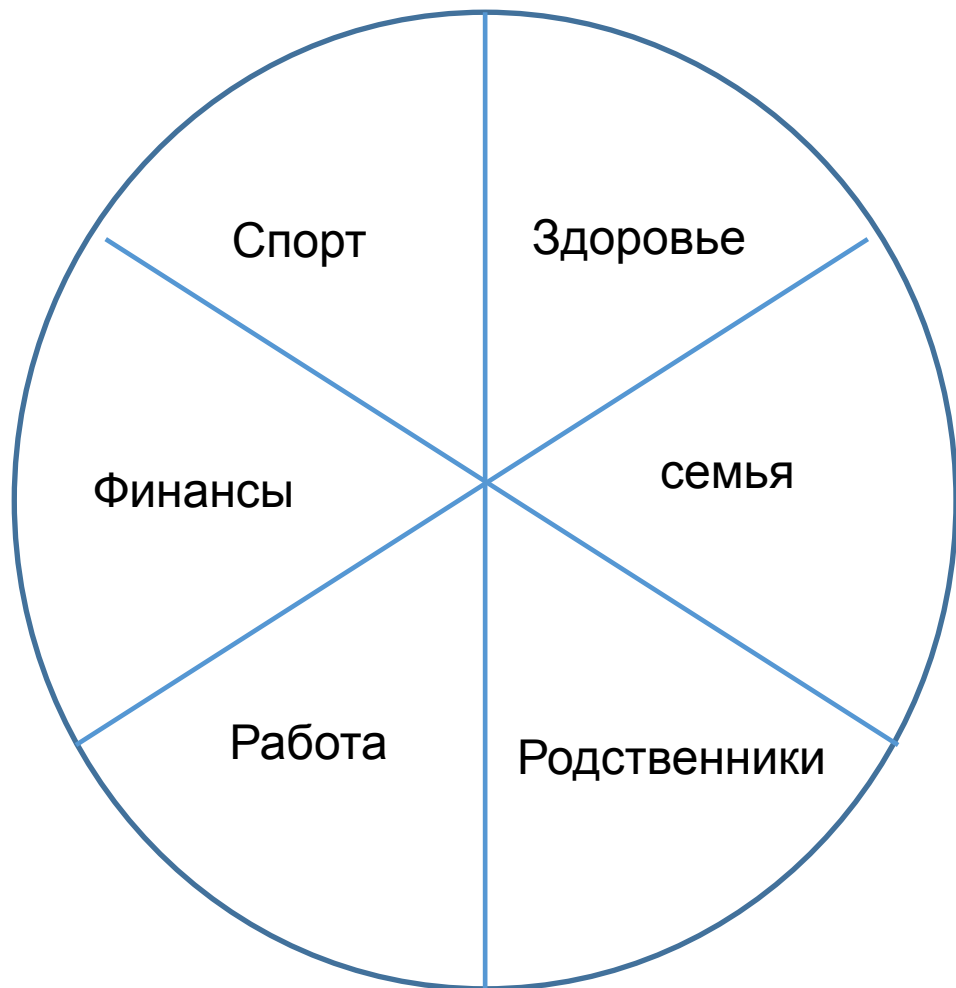 Спорт
Здоровье
Финансы
семья
Работа
Родственники